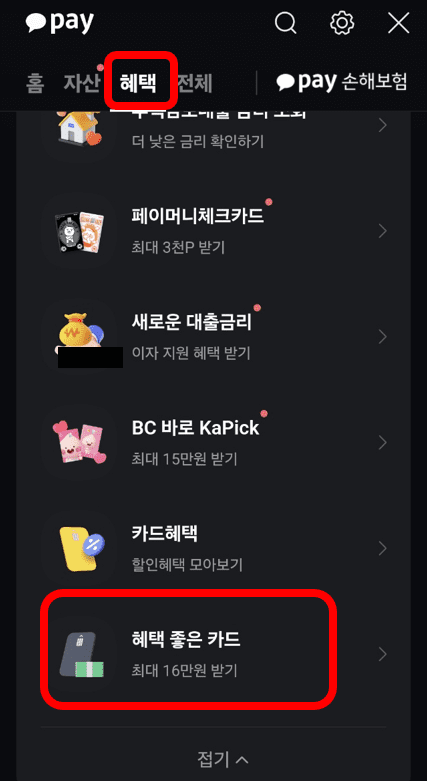 pay
홈 자산 혜택 전체 pay 손해보험
더 낮은 금리 확인하기
페이머니체크카드
최대 3천P 받기
새로운 대출금리
이자 지원 혜택 받기
BC 바로 KaPick
최대 15만원 받기
카드혜택
할인혜택 모아보기
혜택 좋은 카드
최대 16만원 받기
접기